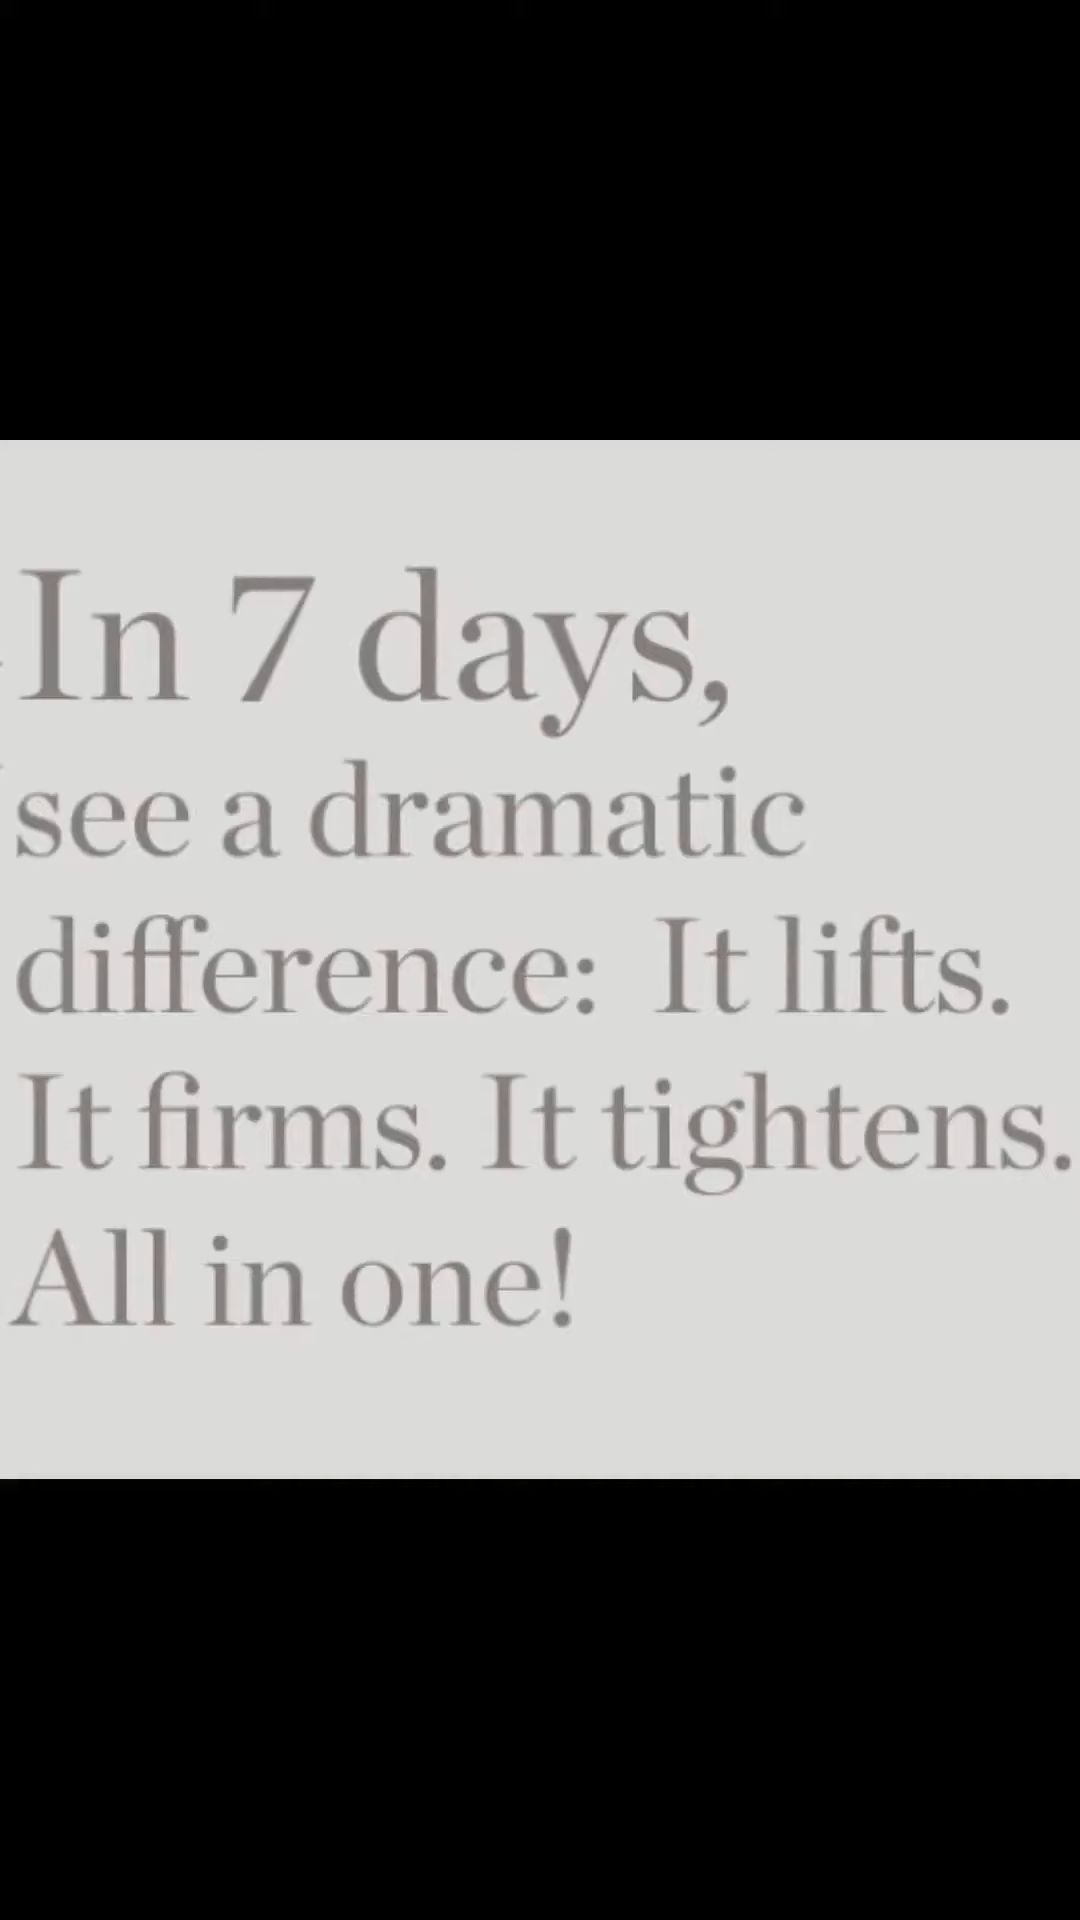 In 7 days,
see a dramatic
difference: It lifts.
It firms. It tightens.
All in one!